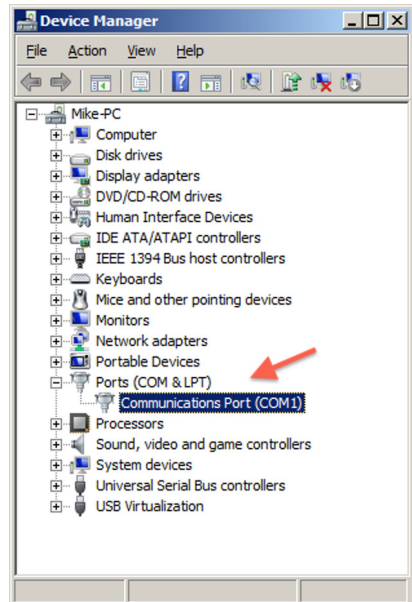 Device Manager
File Action View Help
Mike-PC
Computer
Disk drives
Display adapters
DVD/CD-ROM drives
Human Interface Devices
IDE ATA/ATAPI controllers
IEEE 1394 Bus host controllers
Keyboards
Mice and other pointing devices
Monitors
Network adapters
Portable Devices
Ports (COM & LPT)
Communications Port (COM1)
Processors
Sound, video and game controllers
System devices
Universal Serial Bus controllers
USB Virtualization